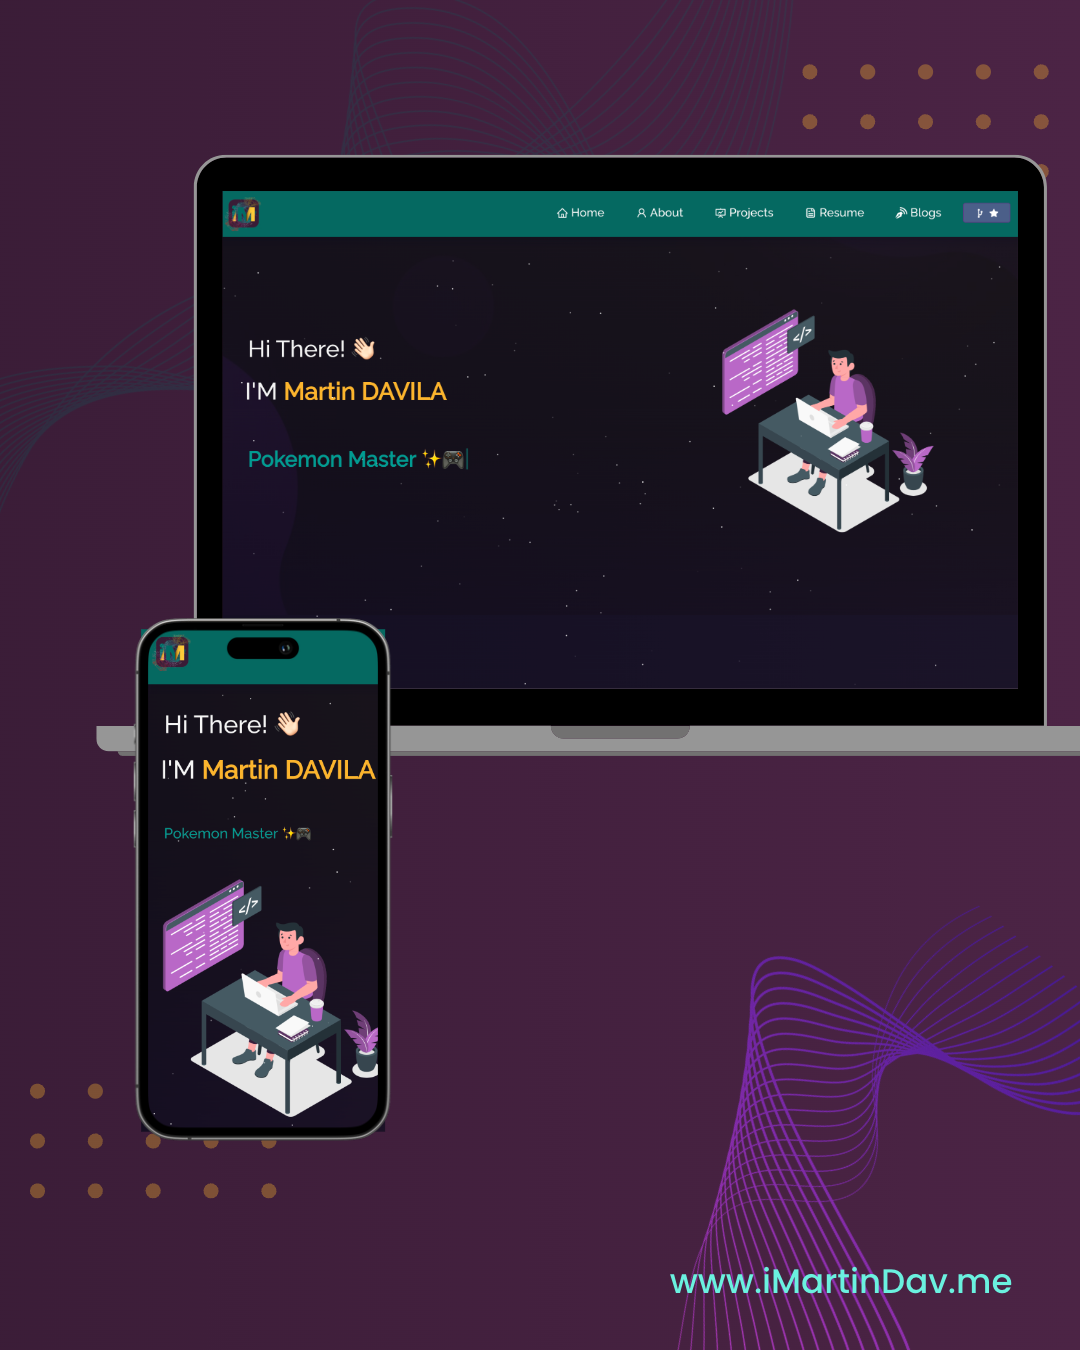 M
Home About Projects Resume Blogs
Hi There! 👋🏻
I'M Martin DAVILA
Pokemon Master ✨🎮|
</>
M
Hi There! 👋🏻
I'M Martin DAVILA
Pokemon Master ✨🎮
</>
www.iMartinDav.me